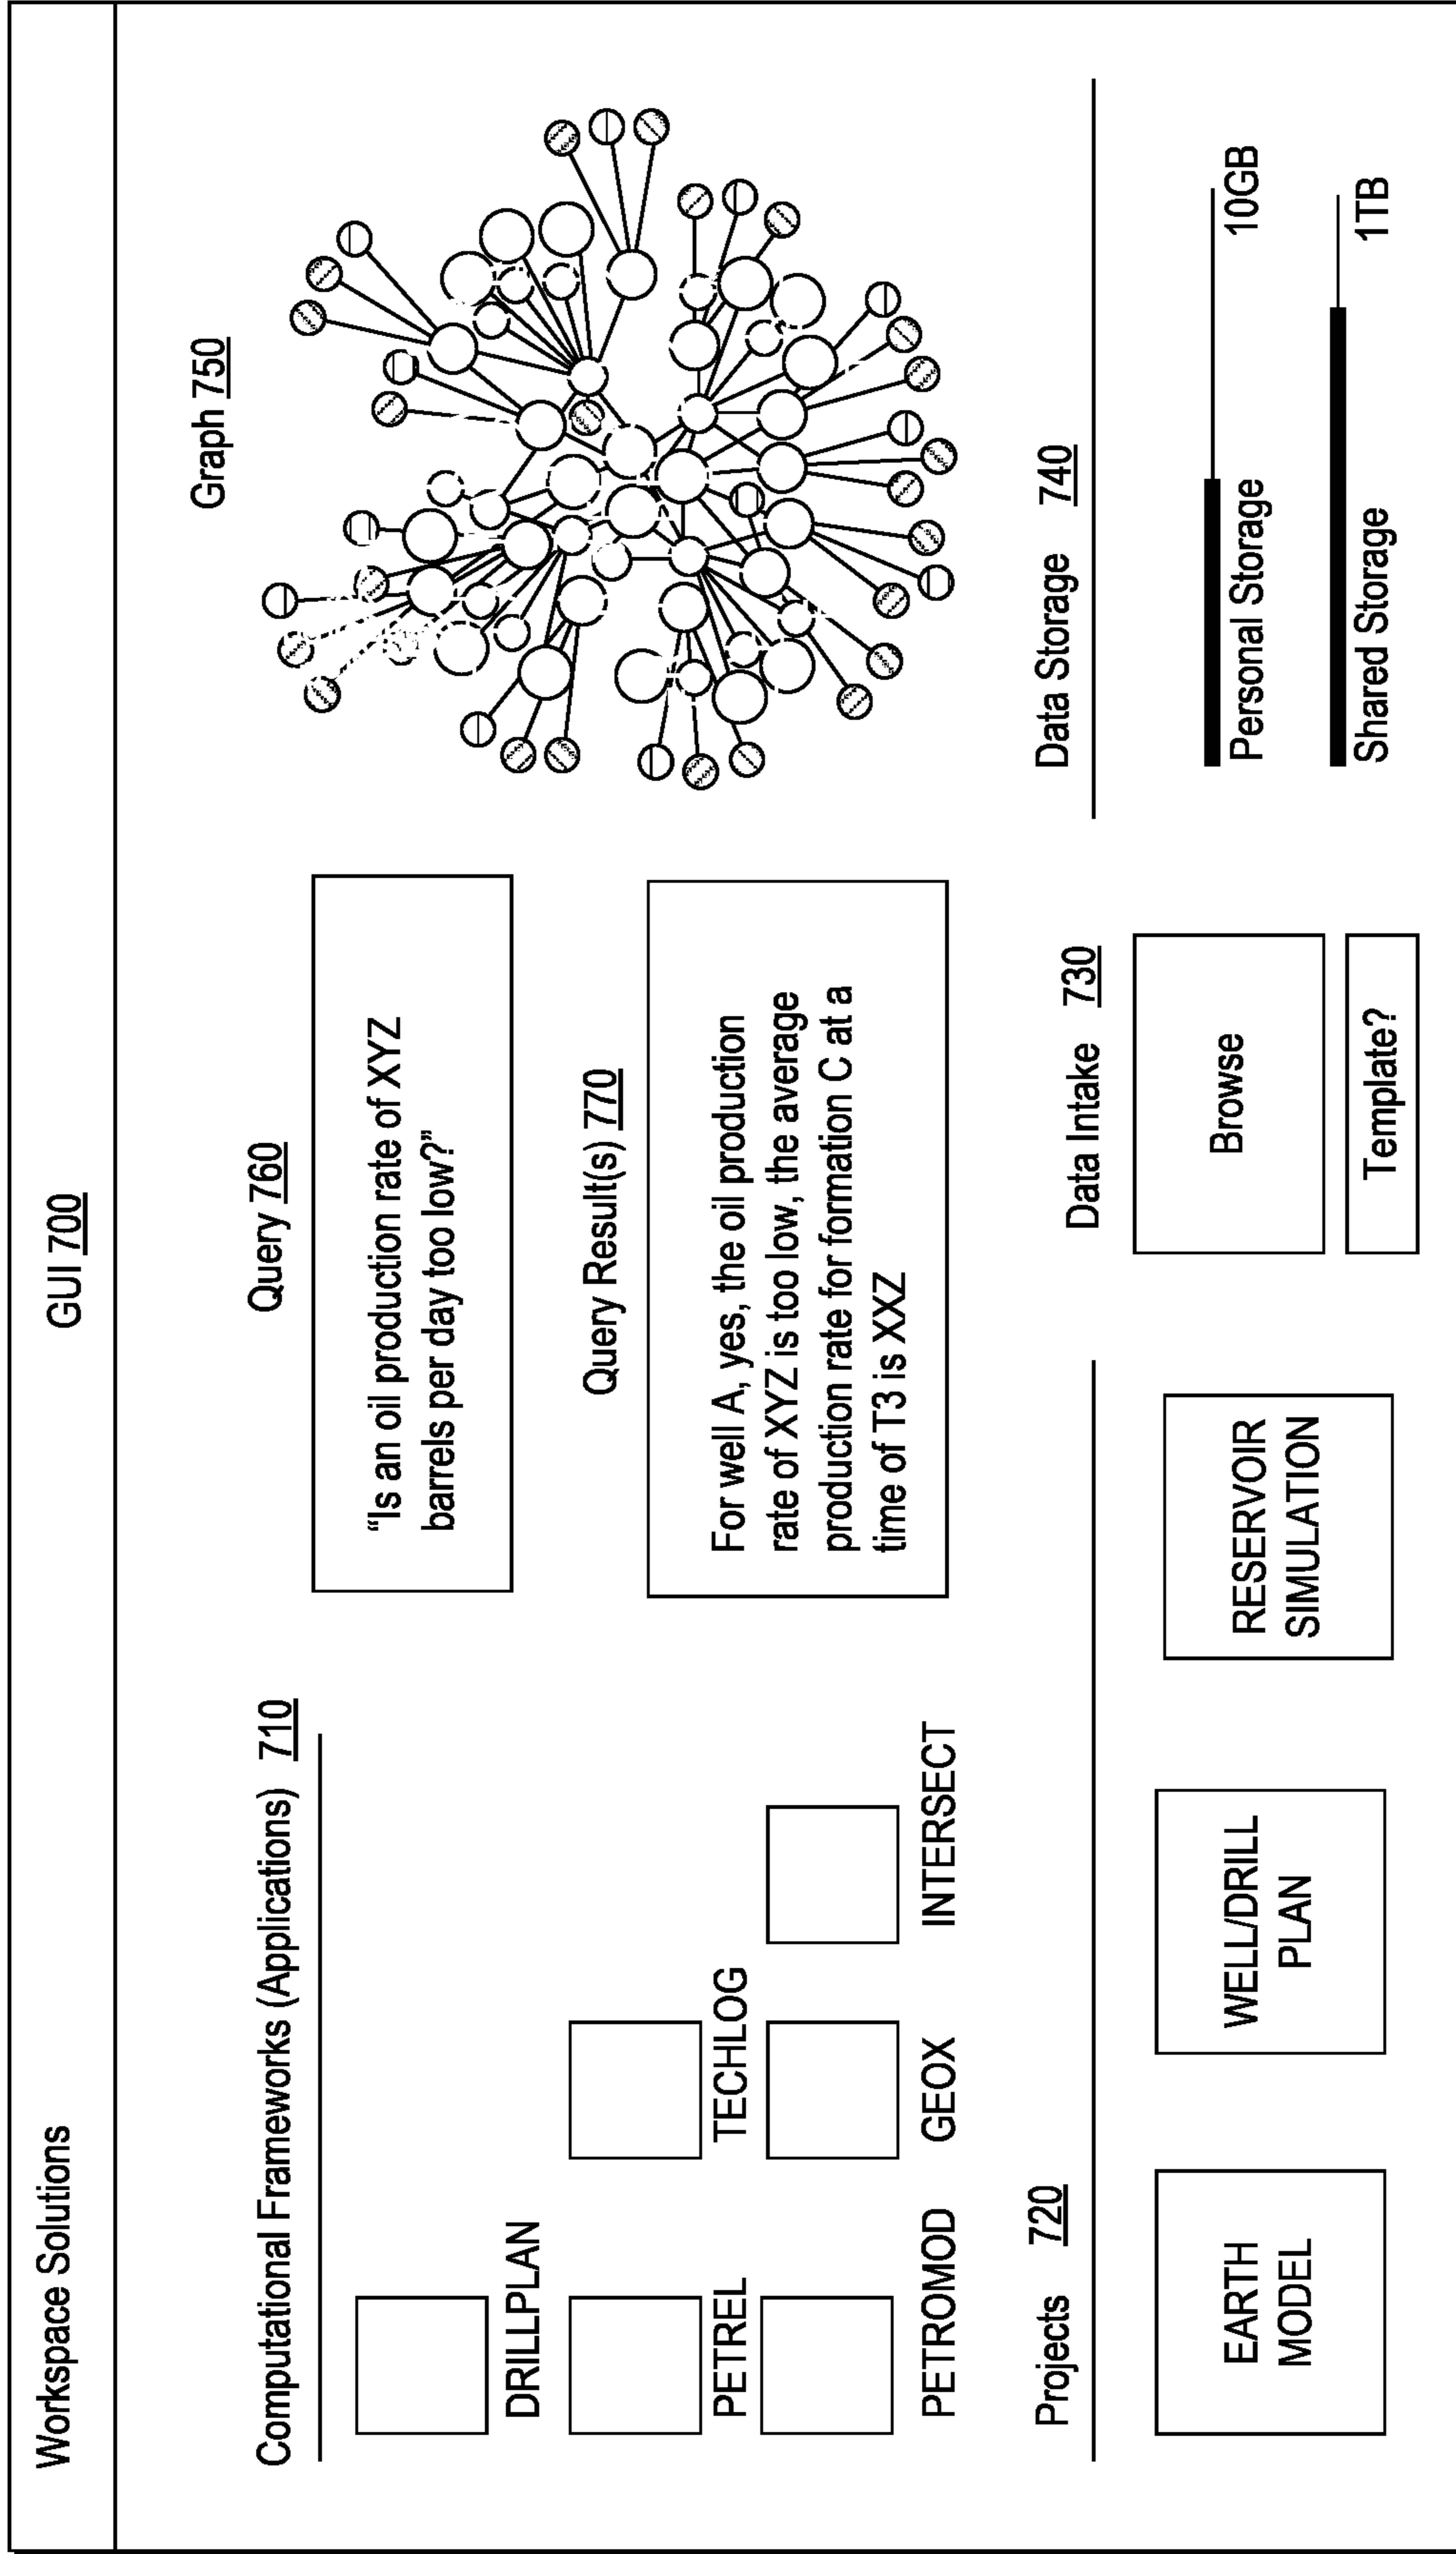 GUI 700
Workspace Solutions
Computational Frameworks (Applications) 710
DRILLPLAN
PETREL
TECHLOG
PETROMOD
GEOX
INTERSECT
Query 760
“Is an oil production rate of XYZ
barrels per day too low?”
Query Result(s) 770
For well A, yes, the oil production
rate of XYZ is too low, the average
production rate for formation C at a
time of T3 is XXZ
Graph 750
Projects 720
EARTH
MODEL
WELL/DRILL
PLAN
RESERVOIR
SIMULATION
Data Intake 730
Browse
Template?
Data Storage 740
Personal Storage
10GB
Shared Storage
1TB